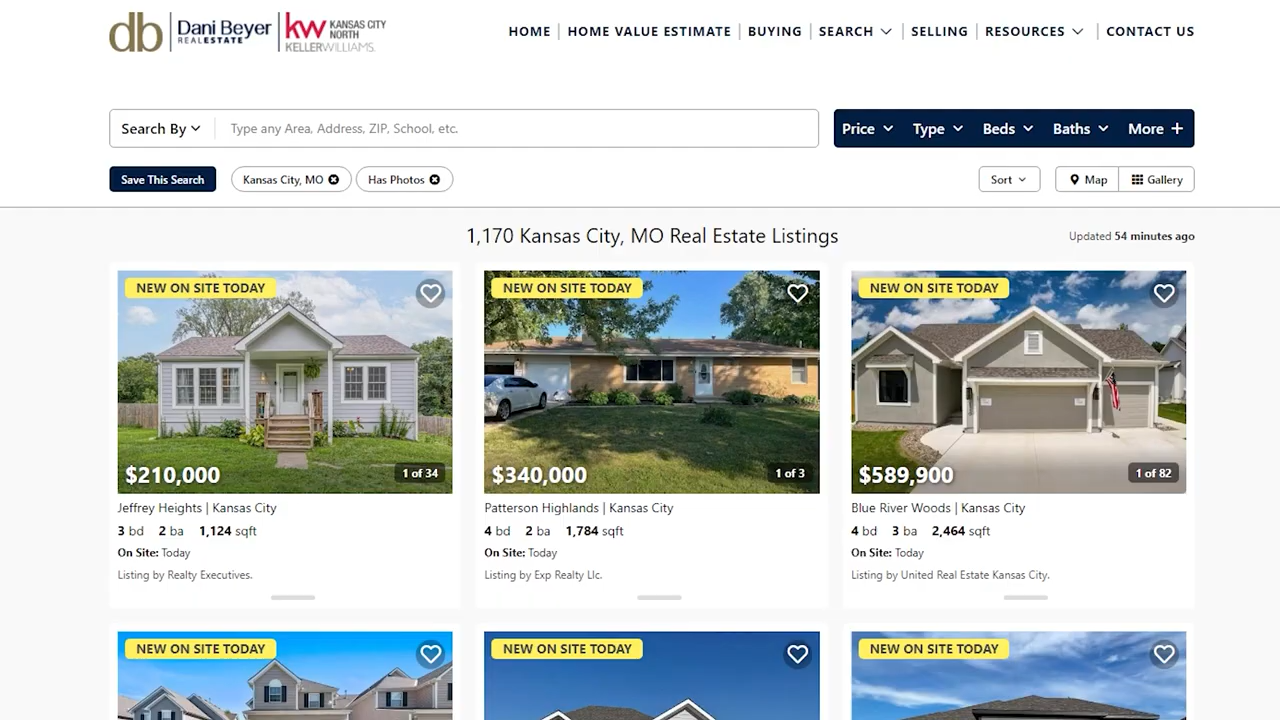 db Dani Beyer REALESTATE kw KANSAS CITY NORTH KELLERWILLIAMS.
HOME HOME VALUE ESTIMATE BUYING SEARCH SELLING RESOURCES CONTACT US
Search By Type any Area, Address, ZIP, School, etc. Price Type Beds Baths More +
Save This Search Kansas City, MO Has Photos Sort Map Gallery
1,170 Kansas City, MO Real Estate Listings
Updated 54 minutes ago
NEW ON SITE TODAY
$210,000
1 of 34
Jeffrey Heights | Kansas City
3 bd 2 ba 1,124 sqft
On Site: Today
Listing by Realty Executives.
NEW ON SITE TODAY
$340,000
1 of 3
Patterson Highlands | Kansas City
4 bd 2 ba 1,784 sqft
On Site: Today
Listing by Exp Realty Llc.
NEW ON SITE TODAY
$589,900
1 of 82
Blue River Woods | Kansas City
4 bd 3 ba 2,464 sqft
On Site: Today
Listing by United Real Estate Kansas City.
NEW ON SITE TODAY
NEW ON SITE TODAY
NEW ON SITE TODAY